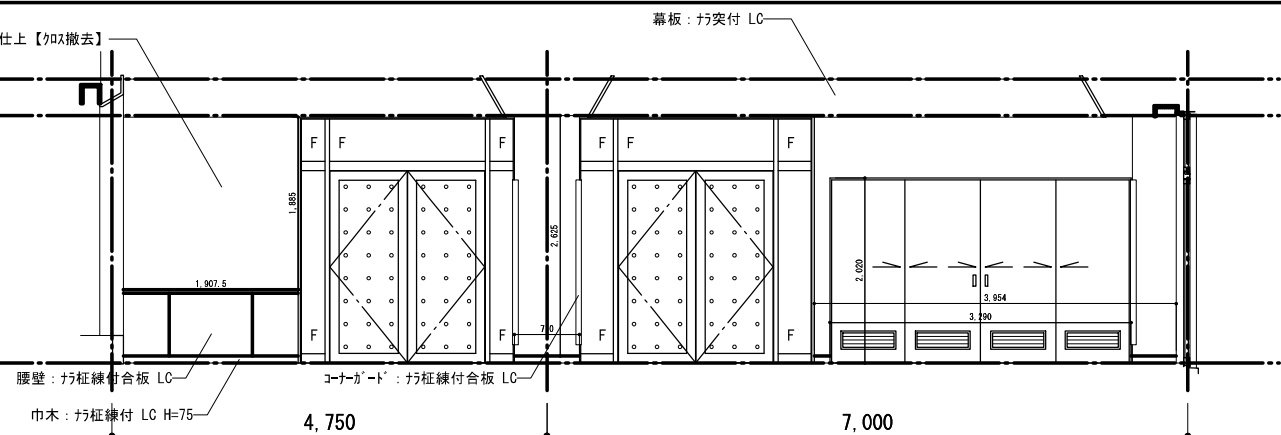 幕板：ﾅﾗ突付 LC
仕上【ｸﾛｽ撤去】
F F F F F F
1,885
2,625
2,020
1,907.5
3,954
3,290
F F F F
700
腰壁：ﾅﾗ柾練付合板 LC
ｺｰﾅｰｶﾞｰﾄﾞ：ﾅﾗ柾練付合板 LC
巾木：ﾅﾗ柾練付 LC H=75
4,750
7,000